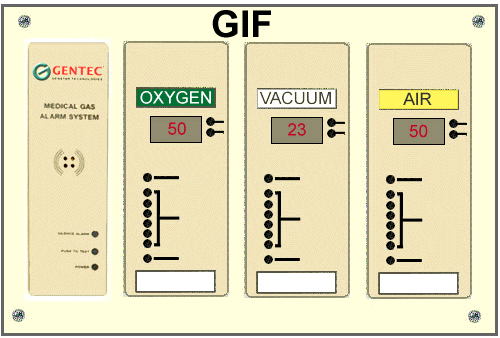 GIF
GENTEC
GENSTAR TECHNOLOGIES
MEDICAL GAS
ALARM SYSTEM
SILENCE ALARM
PUSH TO TEST
POWER
OXYGEN
50
VACUUM
23
AIR
50